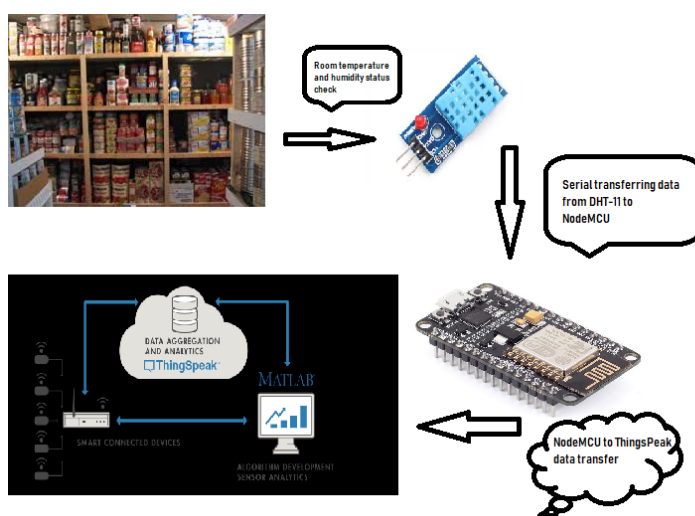 Room temperature
and humidity status
check
Serial transferring data
from DHT-11 to
NodeMCU
DATA AGGREGATION
AND ANALYTICS
ThingSpeak™
MATLAB®
SMART CONNECTED DEVICES
ALGORITHM DEVELOPMENT
SENSOR ANALYTICS
NodeMCU to ThingsPeak
data transfer